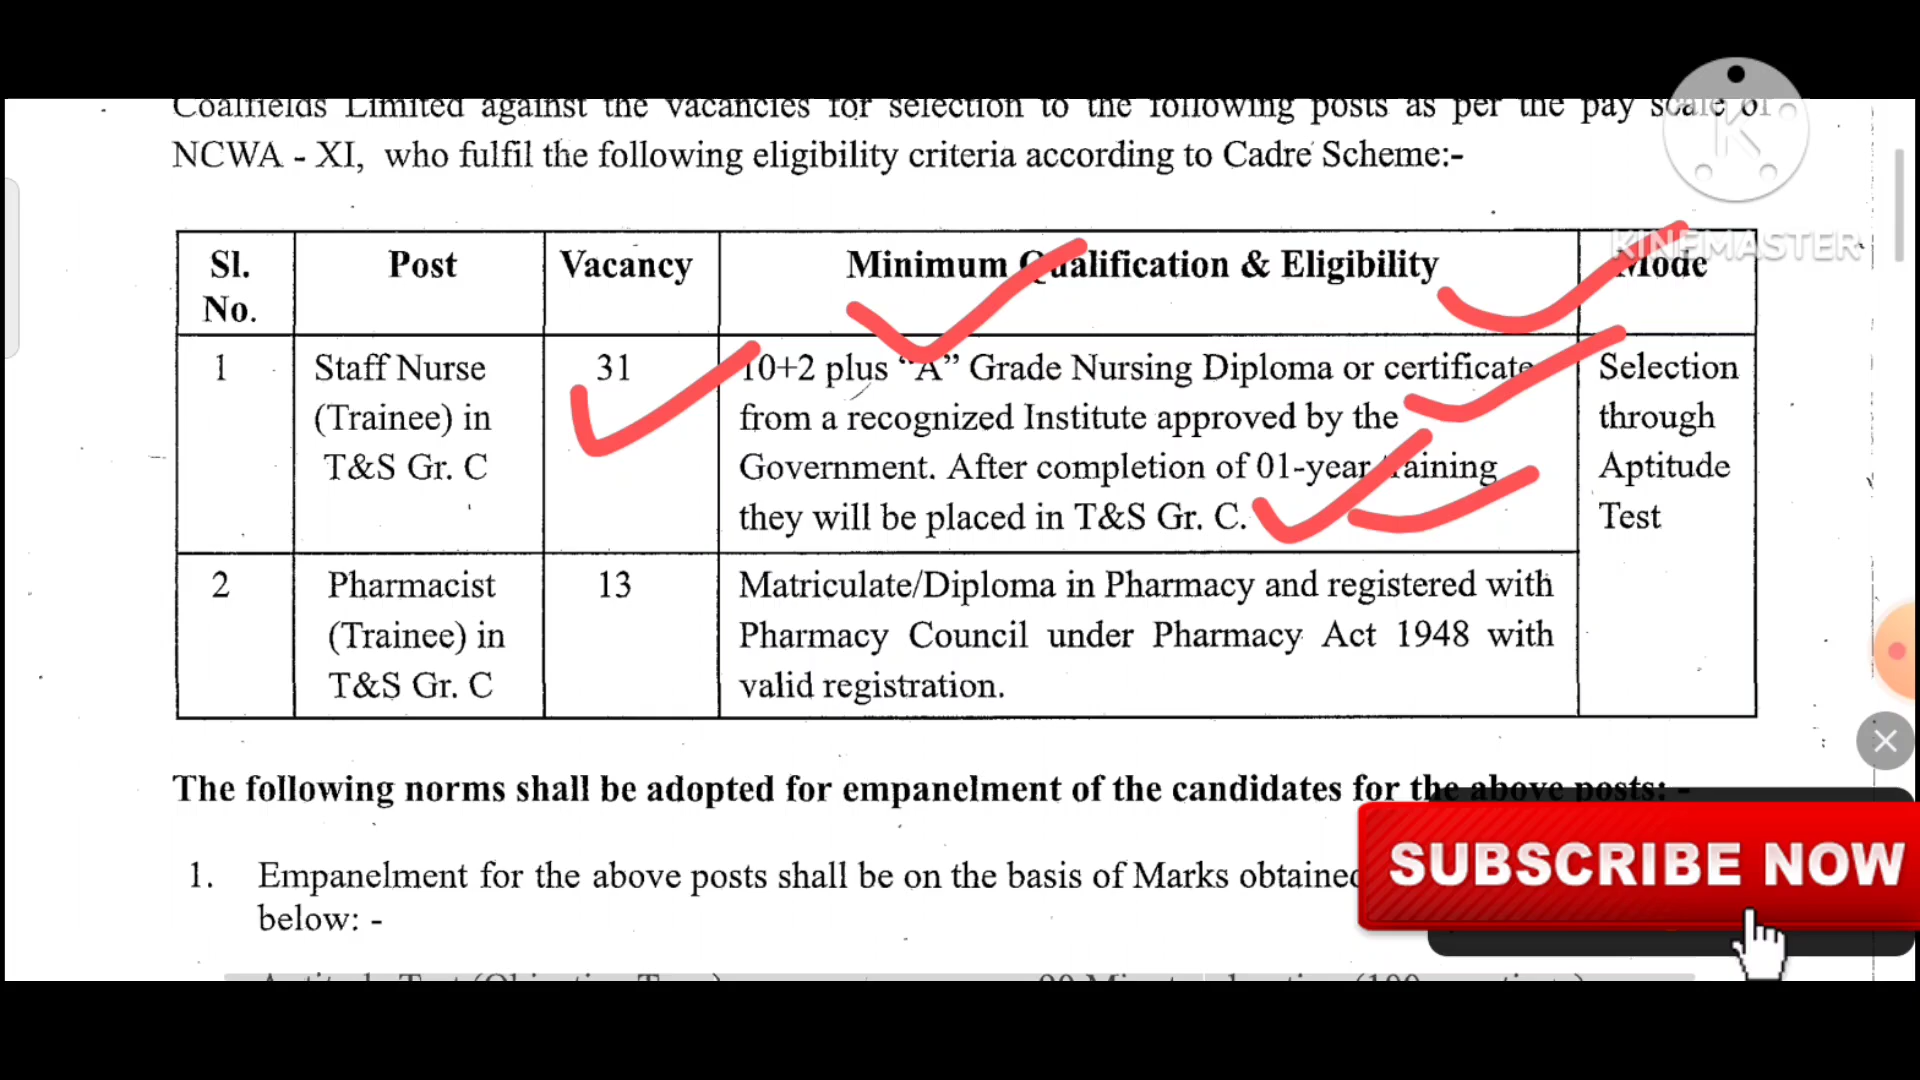 Coalfields Limited against the vacancies for selection to the following posts as per the pay scale of
NCWA - XI, who fulfil the following eligibility criteria according to Cadre Scheme:-
KINEMASTER
Sl. No.
Post
Vacancy
Minimum Qualification & Eligibility
Mode
1
Staff Nurse
(Trainee) in
T&S Gr. C
31
10+2 plus “A” Grade Nursing Diploma or certificate
from a recognized Institute approved by the
Government. After completion of 01-year training
they will be placed in T&S Gr. C.
Selection
through
Aptitude
Test
2
Pharmacist
(Trainee) in
T&S Gr. C
13
Matriculate/Diploma in Pharmacy and registered with
Pharmacy Council under Pharmacy Act 1948 with
valid registration.
The following norms shall be adopted for empanelment of the candidates for the above posts: -
1. Empanelment for the above posts shall be on the basis of Marks obtained
below: -
SUBSCRIBE NOW